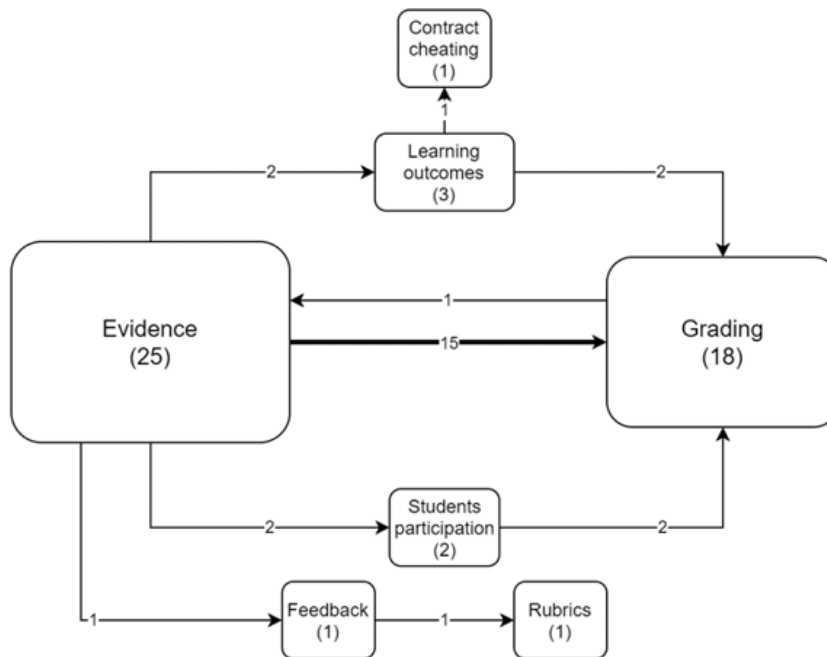 Contract
cheating
(1)
1
Learning
outcomes
(3)
2
2
Evidence
(25)
1
15
Grading
(18)
Students
participation
(2)
2
2
Feedback
(1)
1
1
Rubrics
(1)